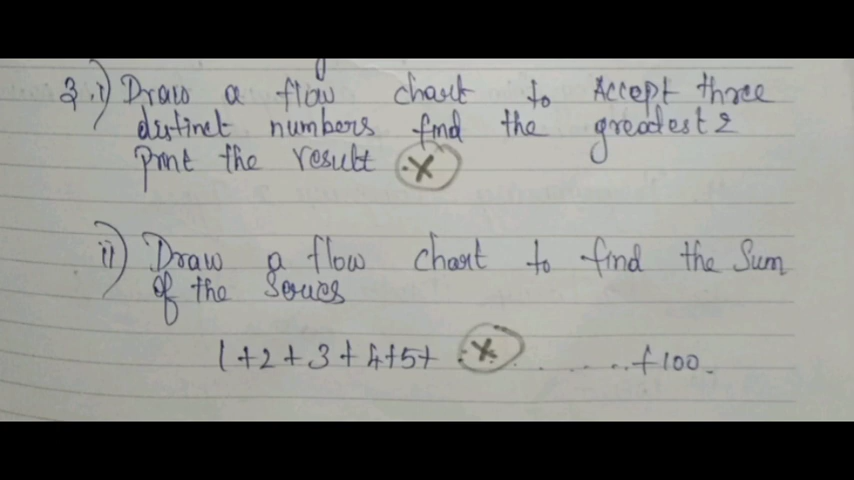 3.i) Draw a flow chart to Accept three
distinct numbers find the greatest &
print the result
ii) Draw a flow chart to find the Sum
of the Series
1+2+3+4+5+ ........ +100.